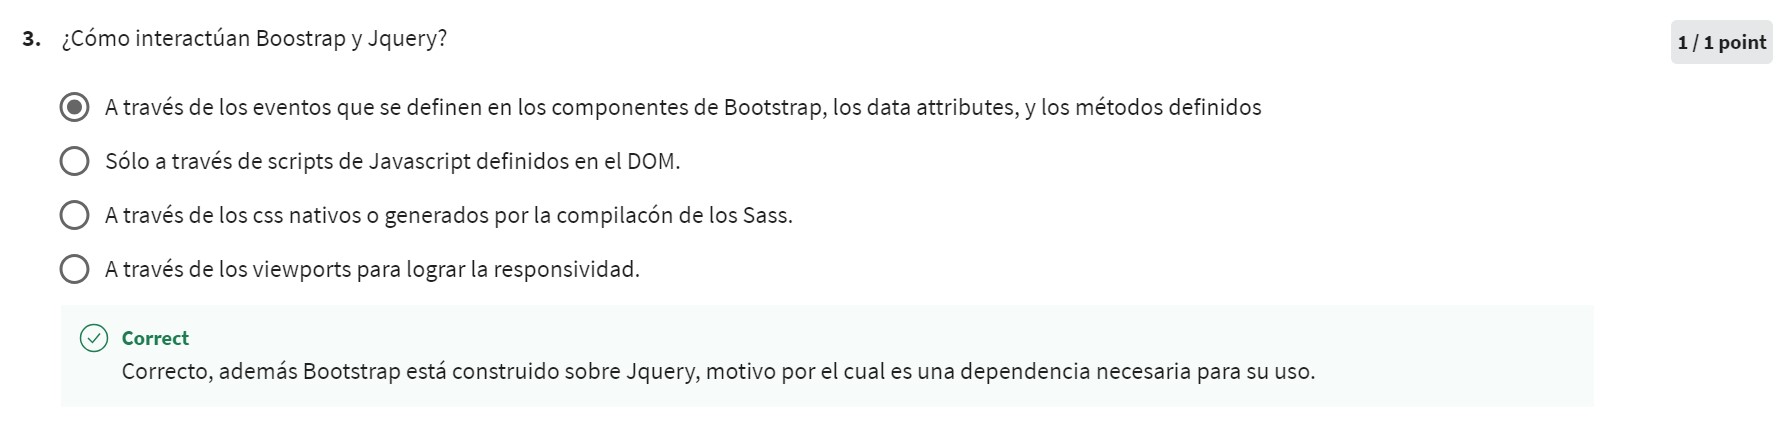 3. ¿Cómo interactúan Boostrap y Jquery?
1 / 1 point
A través de los eventos que se definen en los componentes de Bootstrap, los data attributes, y los métodos definidos
Sólo a través de scripts de Javascript definidos en el DOM.
A través de los css nativos o generados por la compilacón de los Sass.
A través de los viewports para lograr la responsividad.
Correct
Correcto, además Bootstrap está construido sobre Jquery, motivo por el cual es una dependencia necesaria para su uso.